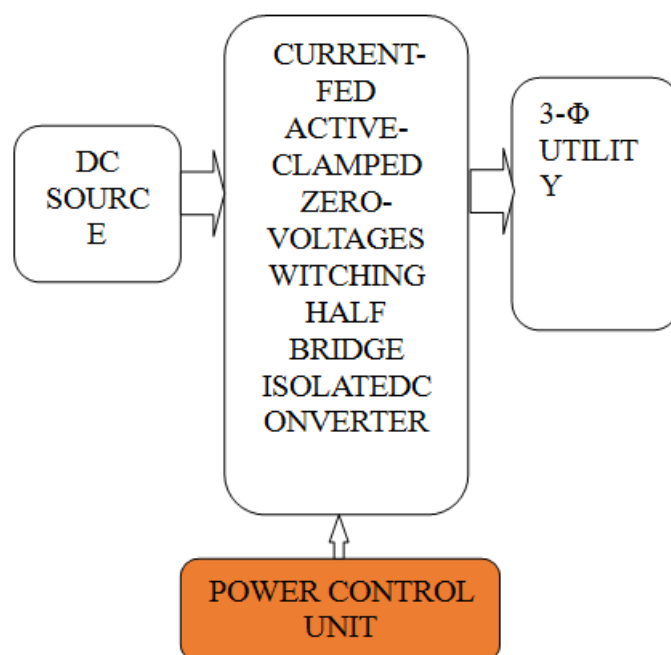 DC
SOURC
E
CURRENT-
FED
ACTIVE-
CLAMPED
ZERO-
VOLTAGES
WITCHING
HALF
BRIDGE
ISOLATEDC
ONVERTER
3-Φ
UTILIT
Y
POWER CONTROL
UNIT